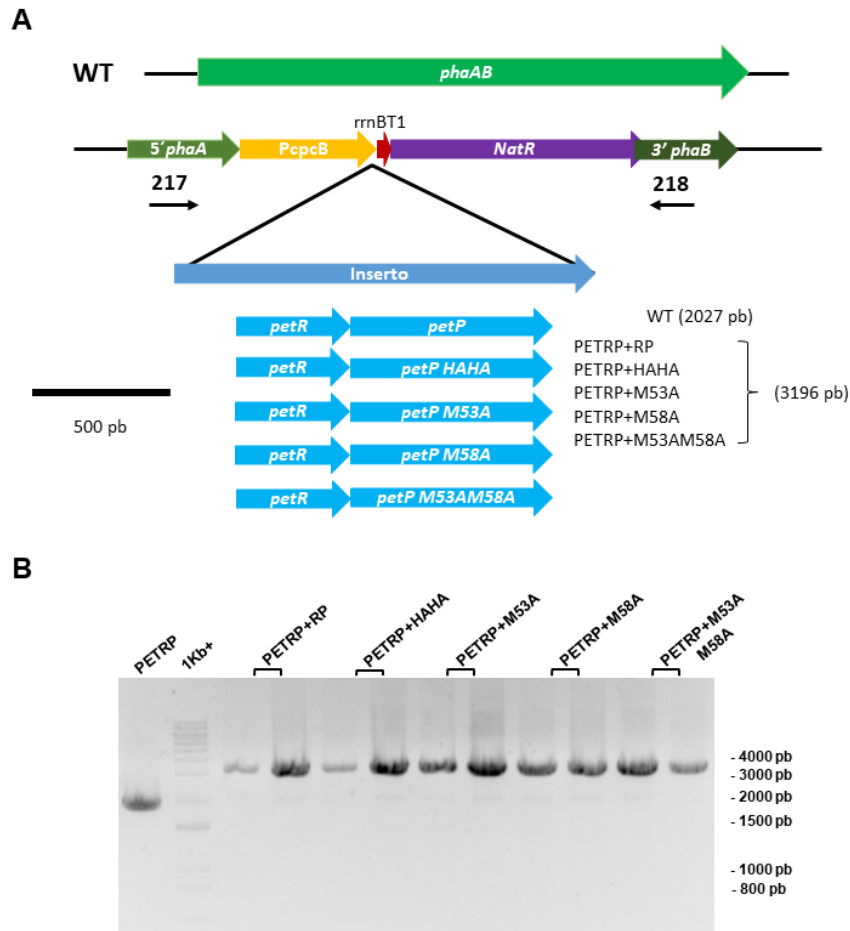 A
WT
phaAB
rrnBT1
5´phaA
PcpcB
NatR
3’ phaB
217
218
Inserto
petR
petP
petR
petP HAHA
petR
petP M53A
petR
petP M58A
petR
petP M53AM58A
WT (2027 pb)
PETRP+RP
PETRP+HAHA
PETRP+M53A
PETRP+M58A
PETRP+M53AM58A
(3196 pb)
500 pb
B
PETRP
1Kb+
PETRP+RP
PETRP+HAHA
PETRP+M53A
PETRP+M58A
PETRP+M53A
M58A
- 4000 pb
- 3000 pb
- 2000 pb
- 1500 pb
- 1000 pb
- 800 pb